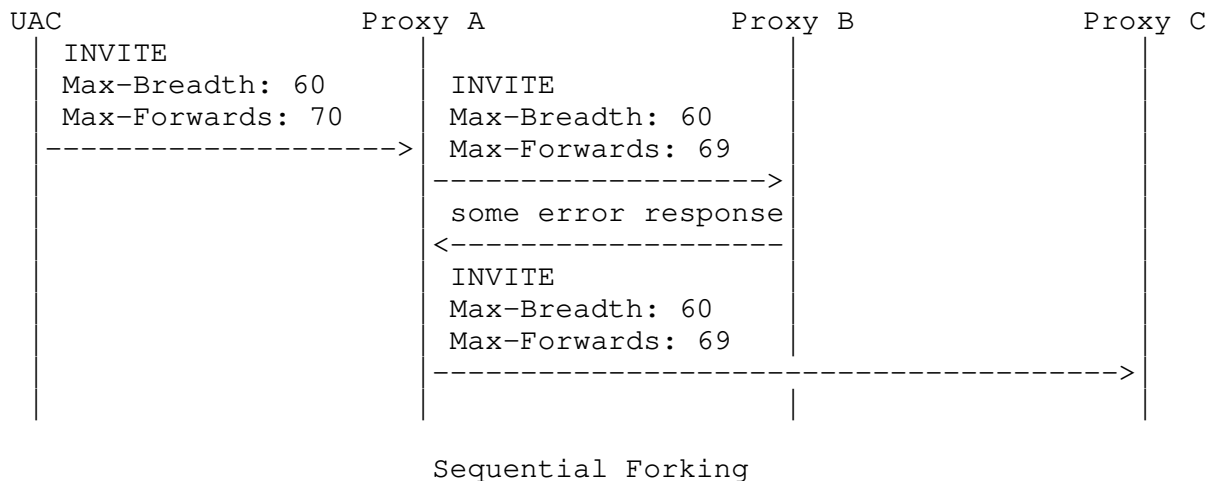 UAC Proxy A Proxy B Proxy C
INVITE
Max-Breadth: 60 INVITE
Max-Forwards: 70 Max-Breadth: 60
Max-Forwards: 69
some error response
INVITE
Max-Breadth: 60
Max-Forwards: 69
Sequential Forking